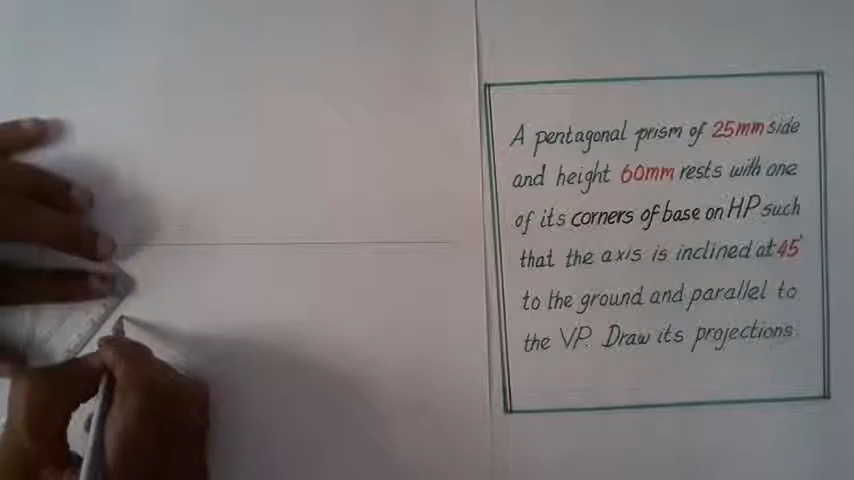 A pentagonal prism of 25mm side
and height 60mm rests with one
of its corners of base on HP such
that the axis is inclined at 45°
to the ground and parallel to
the VP. Draw its projections.